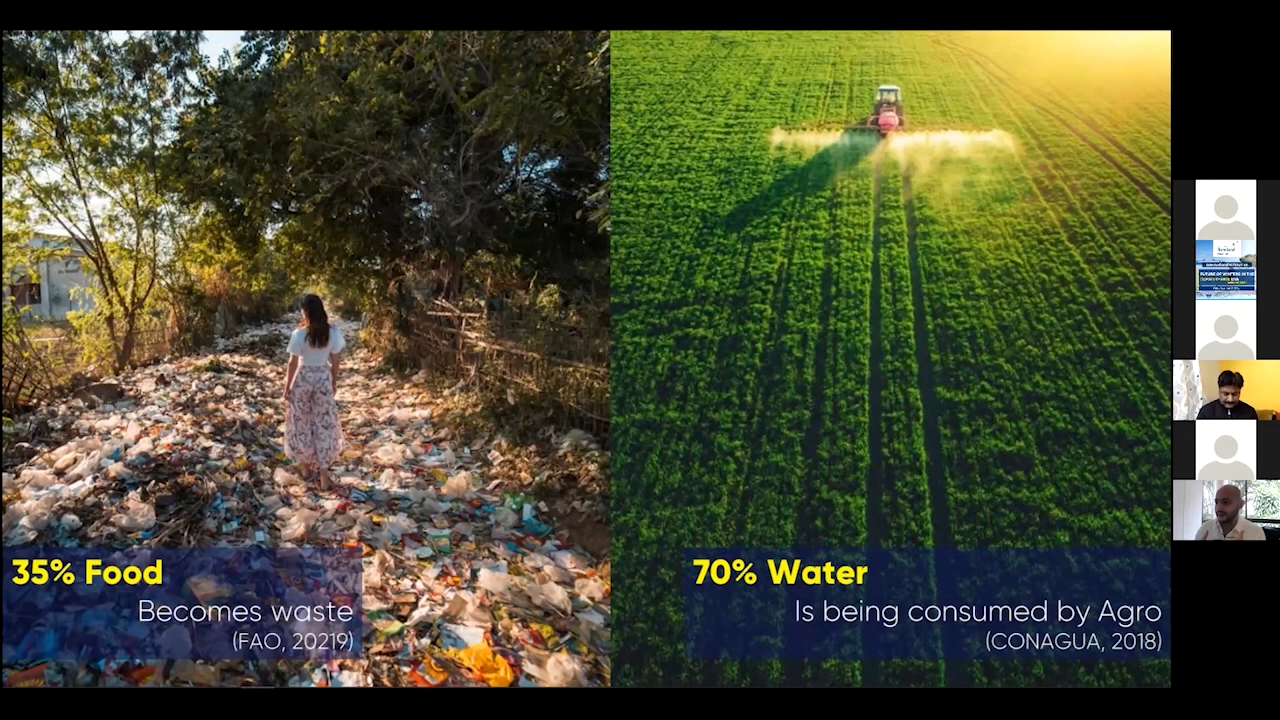 35% Food
Becomes waste
(FAO, 20219)
70% Water
Is being consumed by Agro
(CONAGUA, 2018)